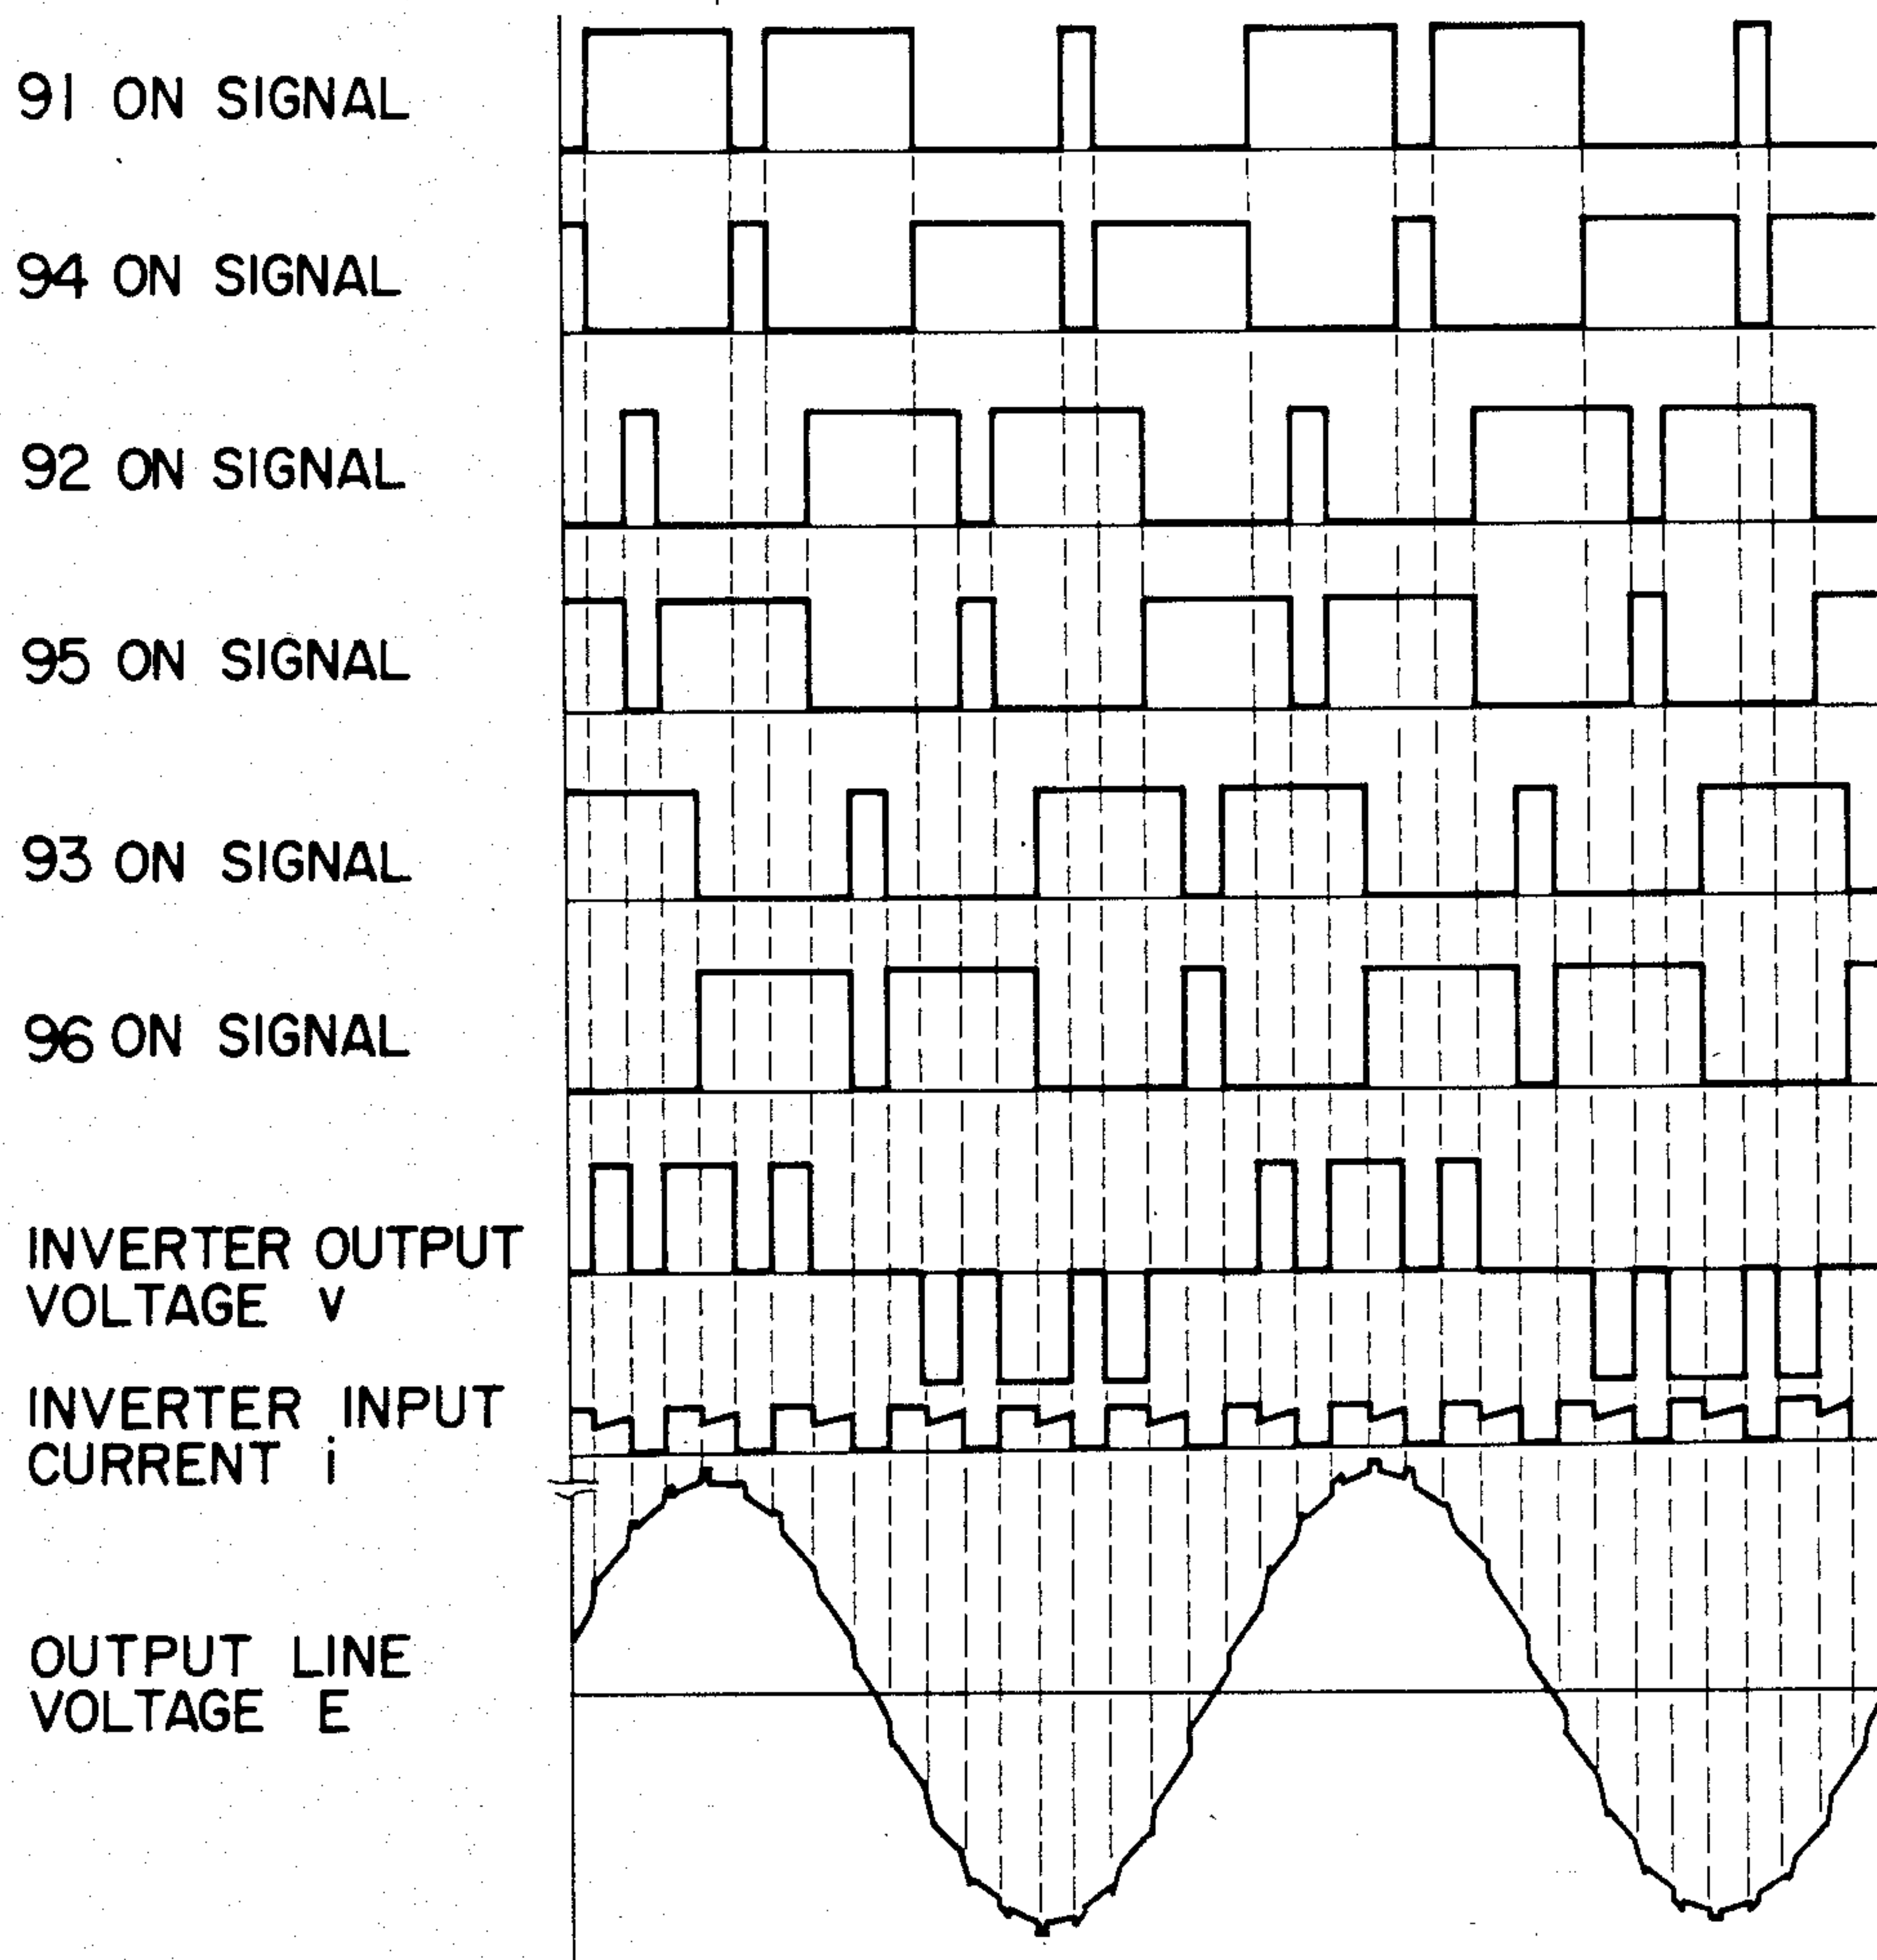 91 ON SIGNAL
94 ON SIGNAL
92 ON SIGNAL
95 ON SIGNAL
93 ON SIGNAL
96 ON SIGNAL
INVERTER OUTPUT
VOLTAGE v
INVERTER INPUT
CURRENT i
OUTPUT LINE
VOLTAGE E